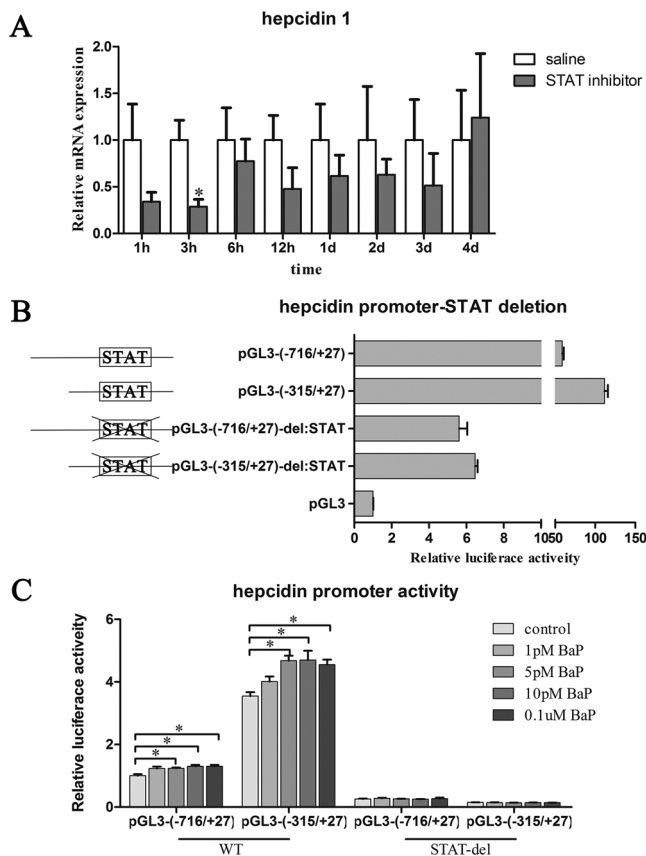 A
hepcidin 1
saline
STAT inhibitor
Relative mRNA expression
2.0
1.5
1.0
0.5
0.0
*
1h 3h 6h 12h 1d 2d 3d 4d
time
B
hepcidin promoter-STAT deletion
STAT pGL3-(-716/+27)
STAT pGL3-(-315/+27)
STAT pGL3-(-716/+27)-del:STAT
STAT pGL3-(-315/+27)-del:STAT
pGL3
0 2 4 6 8 10 50 100 150
Relative luciferace activeity
C
hepcidin promoter activity
control
1pM BaP
5pM BaP
10pM BaP
0.1uM BaP
Relative luciferace activeity
6
4
2
0
* * *
* * *
pGL3-(-716/+27) pGL3-(-315/+27) pGL3-(-716/+27) pGL3-(-315/+27)
WT STAT-del